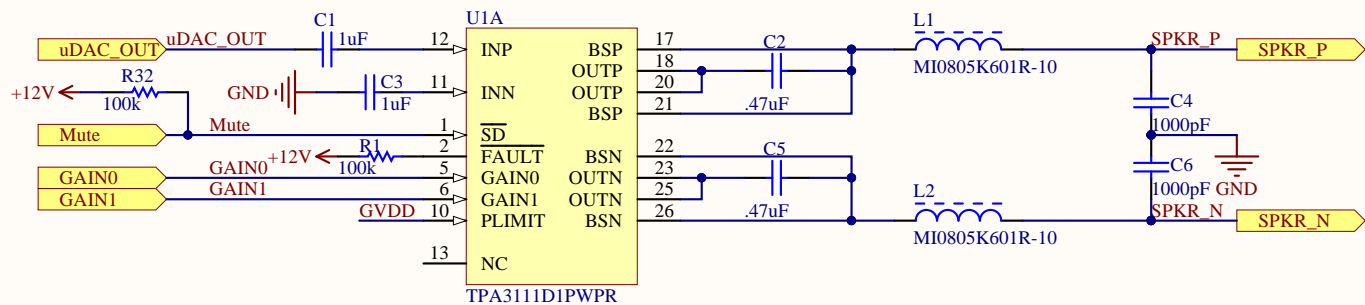 U1A
C1
uDAC_OUT
uDAC_OUT
1uF
12
INP
BSP
17
C2
L1
SPKR_P
SPKR_P
OUTP
18
MI0805K601R-10
R32
+12V
100k
GND
C3
1uF
11
INN
OUTP
20
BSP
21
.47uF
C4
1000pF
Mute
Mute
1
SD
+12V
R1
100k
2
FAULT
BSN
22
C5
C6
1000pF
GND
GAIN0
GAIN0
5
GAIN0
OUTN
23
GAIN1
GAIN1
6
GAIN1
OUTN
25
L2
GVDD
10
PLIMIT
BSN
26
.47uF
SPKR_N
SPKR_N
MI0805K601R-10
13
NC
TPA3111D1PWPR